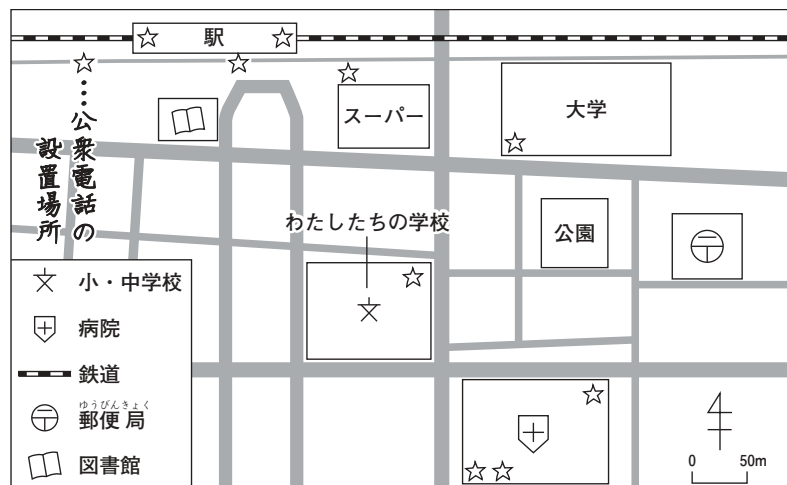 駅
☆…公衆電話の
設置場所
スーパー
大学
わたしたちの学校
公園
小・中学校
病院
鉄道
ゆうびんきょく
郵便局
図書館
0 50m